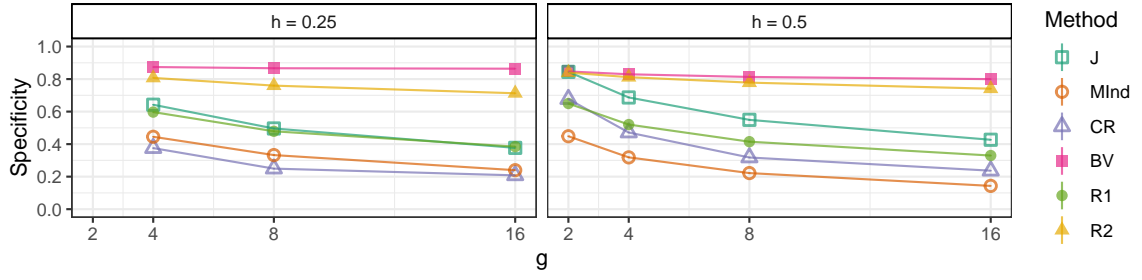 h = 0.25
h = 0.5
Specificity
1.0
0.8
0.6
0.4
0.2
0.0
2 4 8 16
2 4 8 16
g
Method
J
MInd
CR
BV
R1
R2